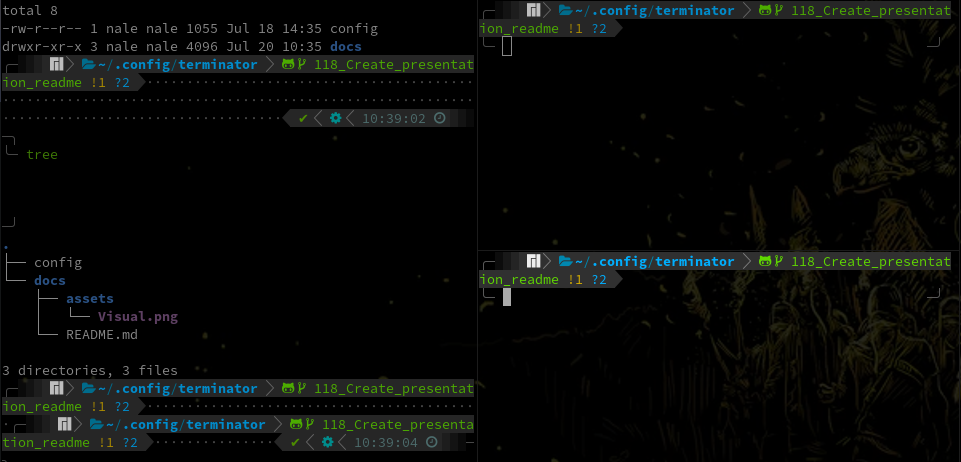 total 8
-rw-r--r-- 1 nale nale 1055 Jul 18 14:35 config
drwxr-xr-x 3 nale nale 4096 Jul 20 10:35 docs
~/.config/terminator 118_Create_presentat
ion_readme !1 ?2
✔ 10:39:02
tree
.
├── config
└── docs
├── assets
│   └── Visual.png
└── README.md
3 directories, 3 files
~/.config/terminator 118_Create_presentat
ion_readme !1 ?2
~/.config/terminator 118_Create_presenta
tion_readme !1 ?2 ✔ 10:39:04
~/.config/terminator 118_Create_presentat
ion_readme !1 ?2
~/.config/terminator 118_Create_presentat
ion_readme !1 ?2